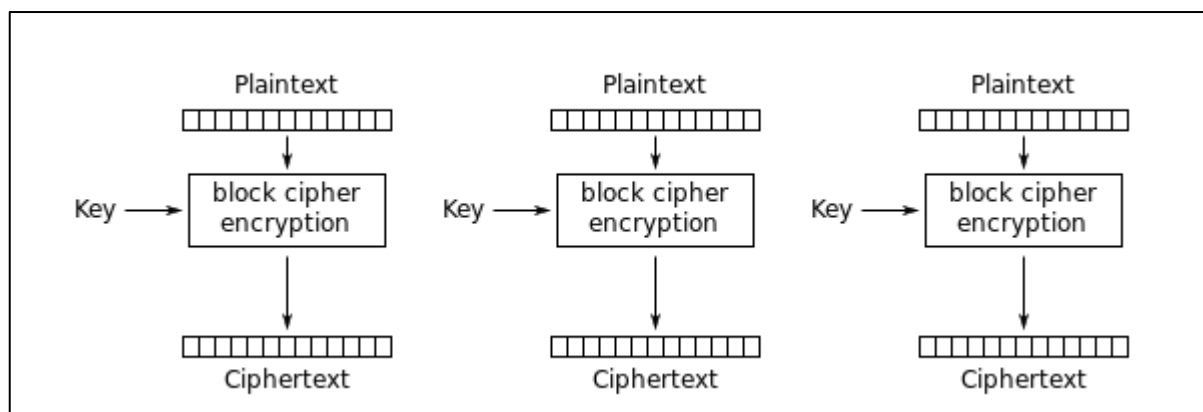 Plaintext
Plaintext
Plaintext
Key
block cipher
encryption
Key
block cipher
encryption
Key
block cipher
encryption
Ciphertext
Ciphertext
Ciphertext